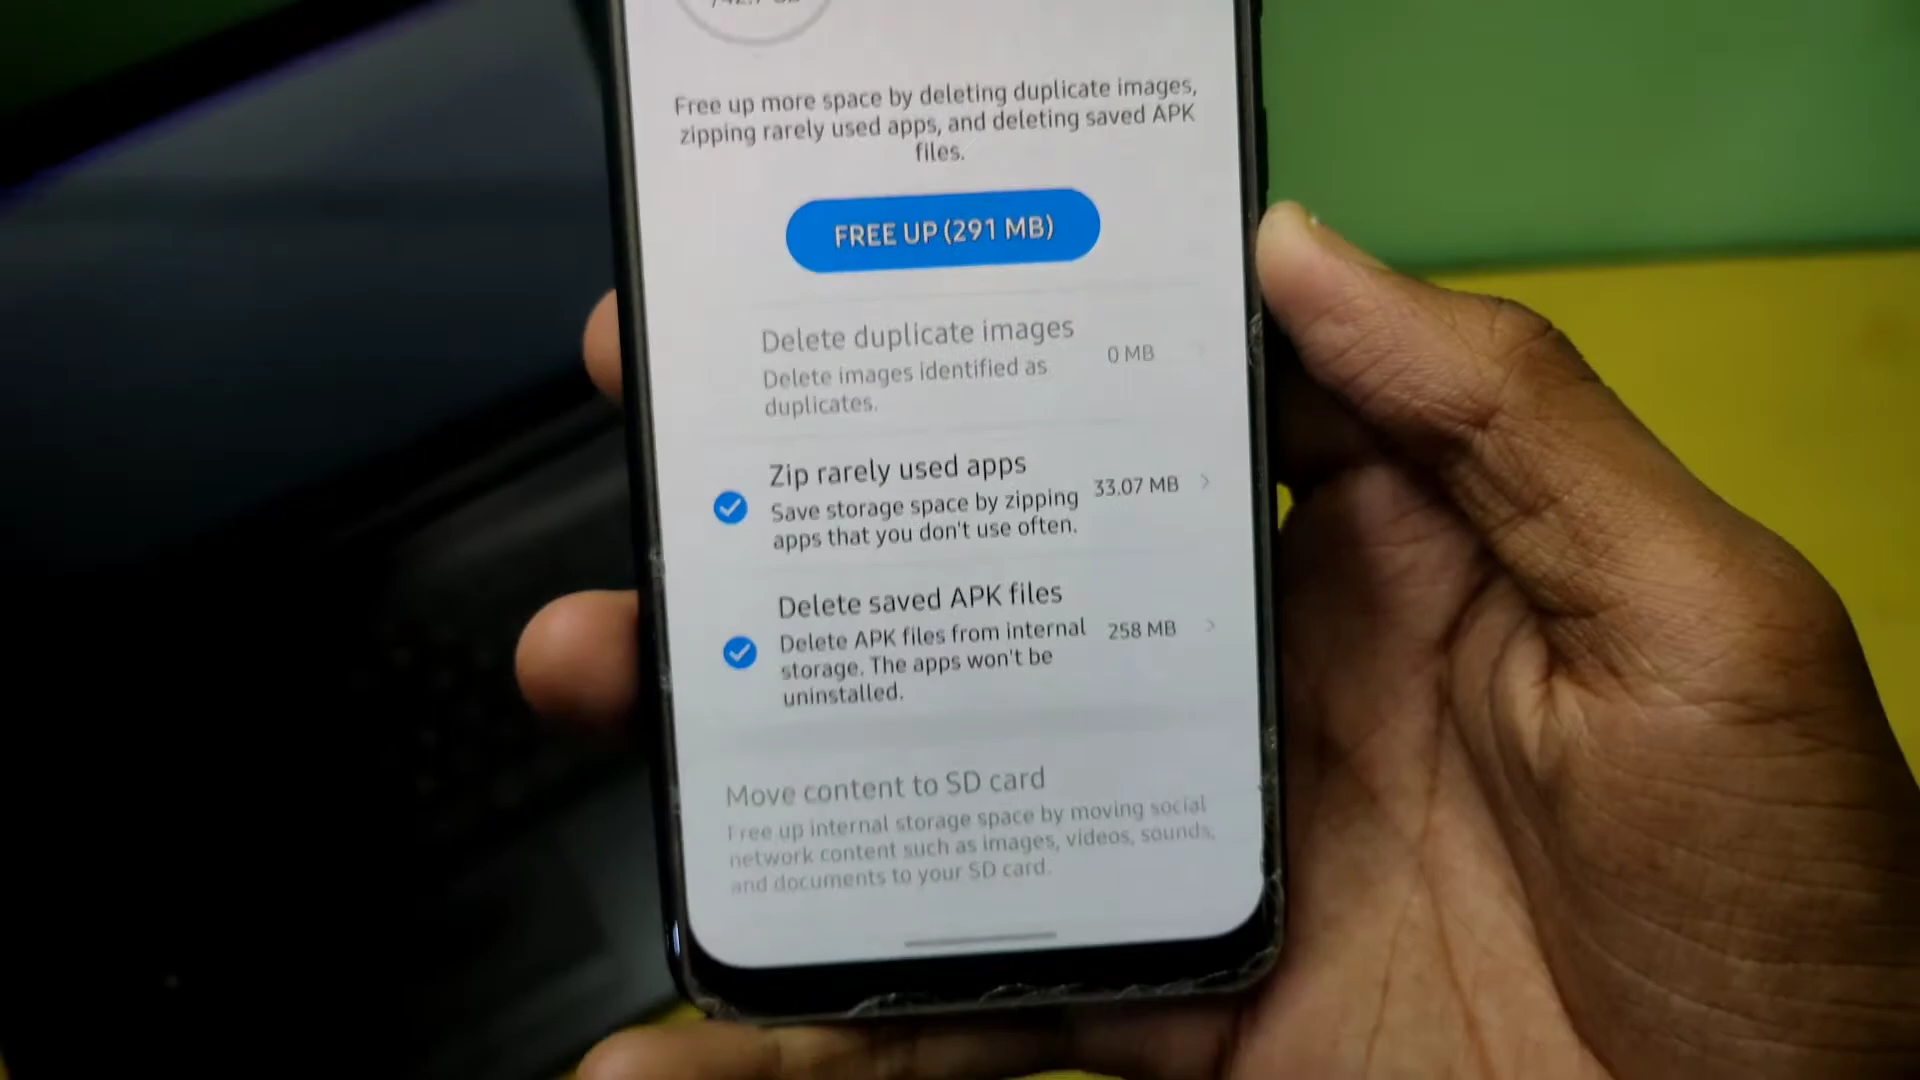 Free up more space by deleting duplicate images,
zipping rarely used apps, and deleting saved APK
files.
FREE UP (291 MB)
Delete duplicate images
Delete images identified as
duplicates.
0 MB
Zip rarely used apps
Save storage space by zipping
apps that you don't use often.
33.07 MB
Delete saved APK files
Delete APK files from internal
storage. The apps won't be
uninstalled.
258 MB
Move content to SD card
Free up internal storage space by moving social
network content such as images, videos, sounds,
and documents to your SD card.